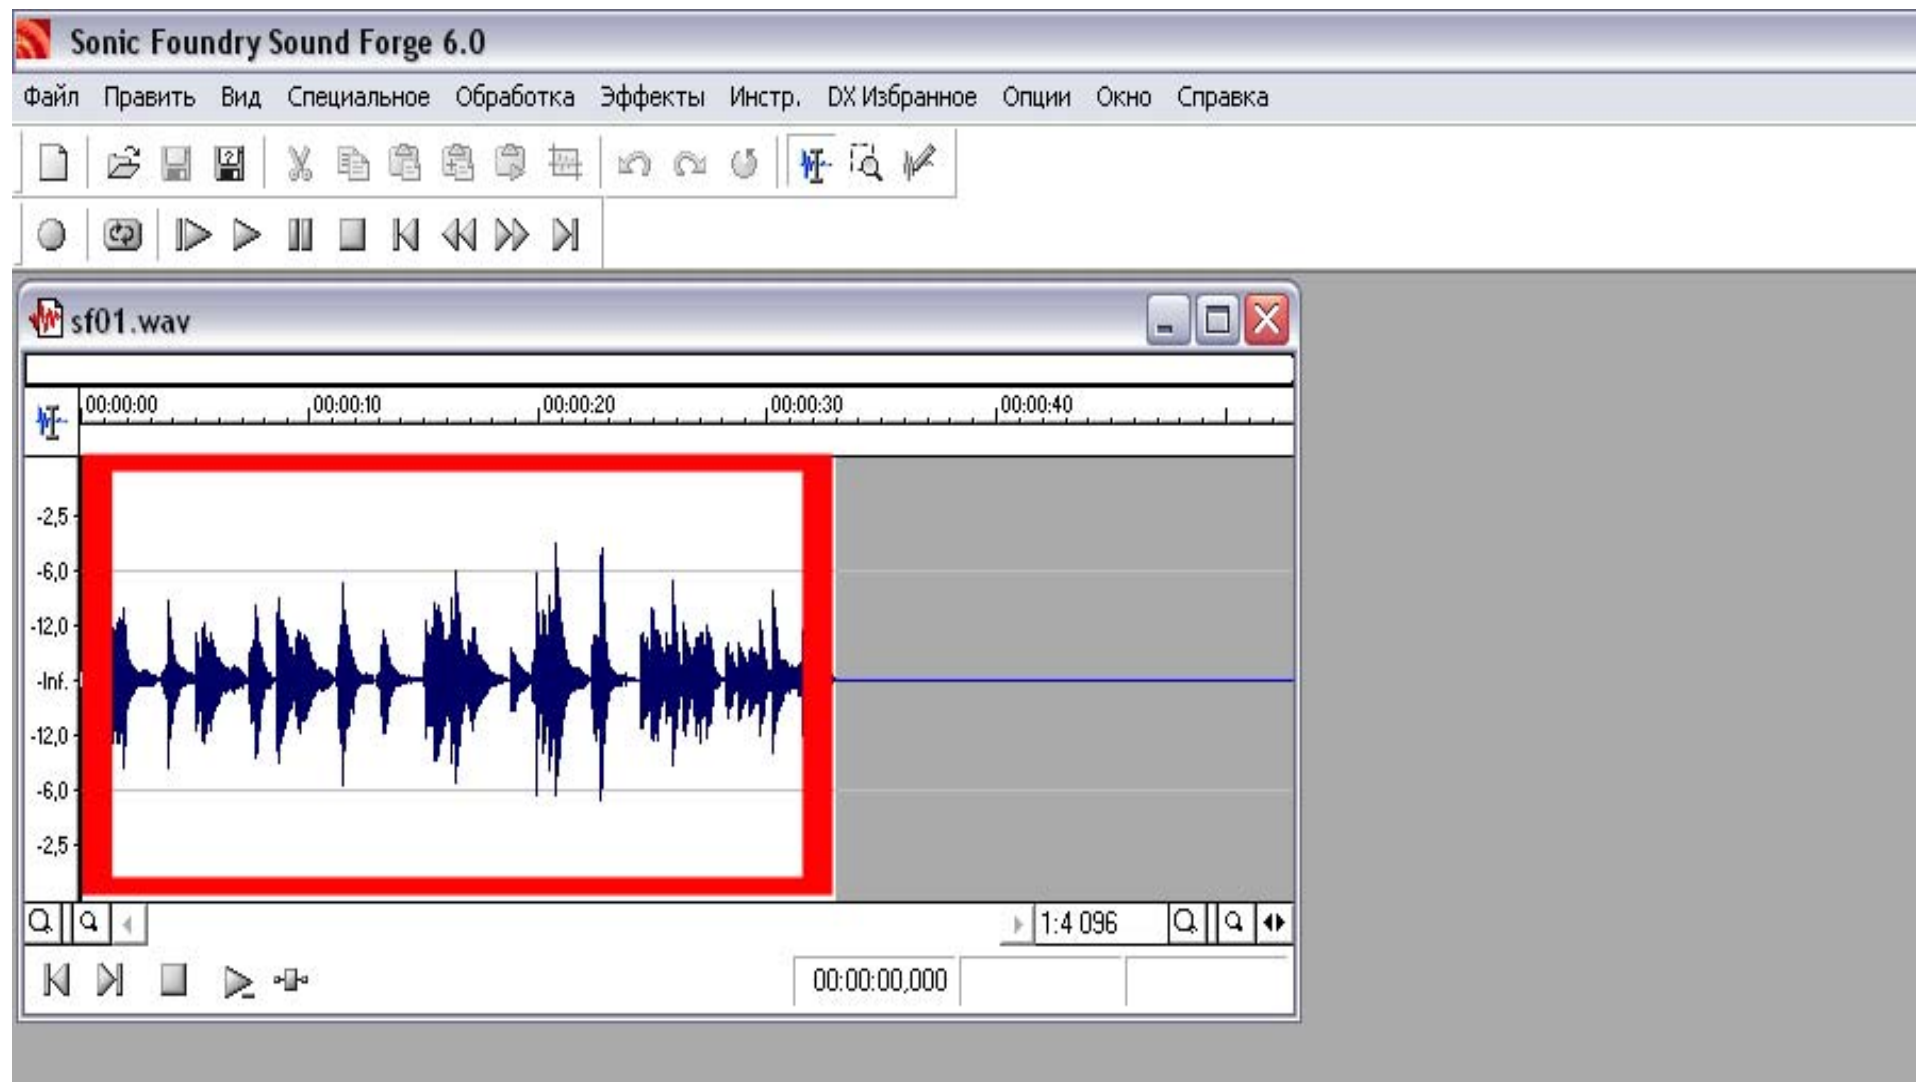 Sonic Foundry Sound Forge 6.0
Файл Править Вид Специальное Обработка Эффекты Инстр. DX Избранное Опции Окно Справка
sf01.wav
00:00:00 00:00:10 00:00:20 00:00:30 00:00:40
-2,5
-6,0
-12,0
-Inf.
-12,0
-6,0
-2,5
1:4 096
00:00:00,000